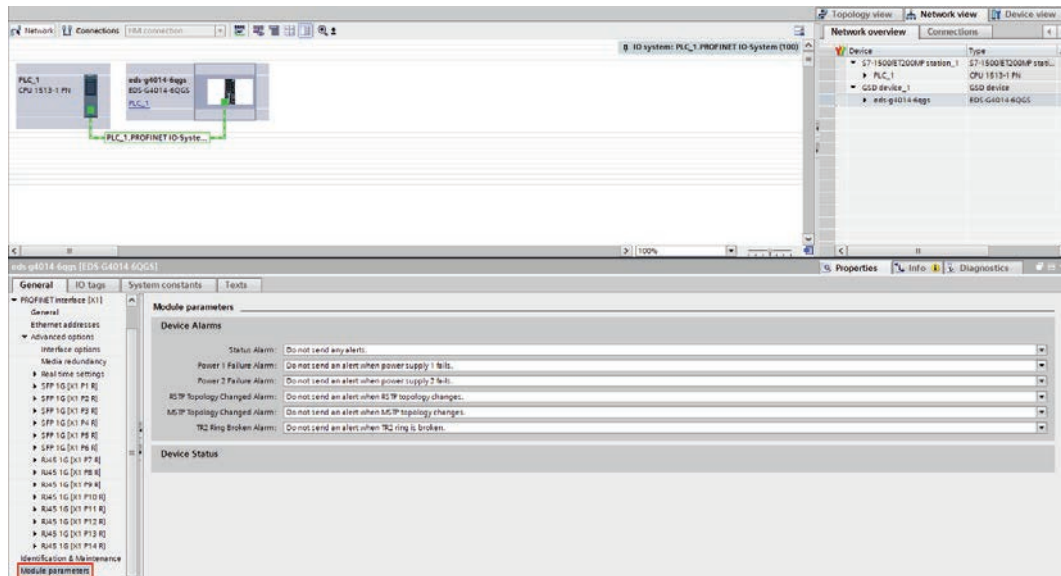 Topology view Network view Device view
Network Connections HMI connection
Network overview Connections
IO system: PLC_1.PROFINET IO-System (100)
Device Type
S7-1500/ET200MP station_1 S7-1500/ET200MP stati...
PLC_1 CPU 1513-1 PN
GSD device_1 GSD device
eds-g4014-6qgs EDS-G4014-6QGS
PLC_1
CPU 1513-1 PN
eds-g4014-6qgs
EDS-G4014-6QGS
PLC_1
PLC_1.PROFINET IO-Syste...
100%
eds-g4014-6qgs [EDS-G4014-6QGS]
Properties Info Diagnostics
General IO tags System constants Texts
PROFINET interface [X1]
General
Ethernet addresses
Advanced options
Interface options
Media redundancy
Real time settings
SFP 1G [X1 P1 R]
SFP 1G [X1 P2 R]
SFP 1G [X1 P3 R]
SFP 1G [X1 P4 R]
SFP 1G [X1 P5 R]
SFP 1G [X1 P6 R]
RJ45 1G [X1 P7 R]
RJ45 1G [X1 P8 R]
RJ45 1G [X1 P9 R]
RJ45 1G [X1 P10 R]
RJ45 1G [X1 P11 R]
RJ45 1G [X1 P12 R]
RJ45 1G [X1 P13 R]
RJ45 1G [X1 P14 R]
Identification & Maintenance
Module parameters
Module parameters
Device Alarms
Status Alarm: Do not send any alerts.
Power 1 Failure Alarm: Do not send an alert when power supply 1 fails.
Power 2 Failure Alarm: Do not send an alert when power supply 2 fails.
RSTP Topology Changed Alarm: Do not send an alert when RSTP topology changes.
MSTP Topology Changed Alarm: Do not send an alert when MSTP topology changes.
TR2 Ring Broken Alarm: Do not send an alert when TR2 ring is broken.
Device Status